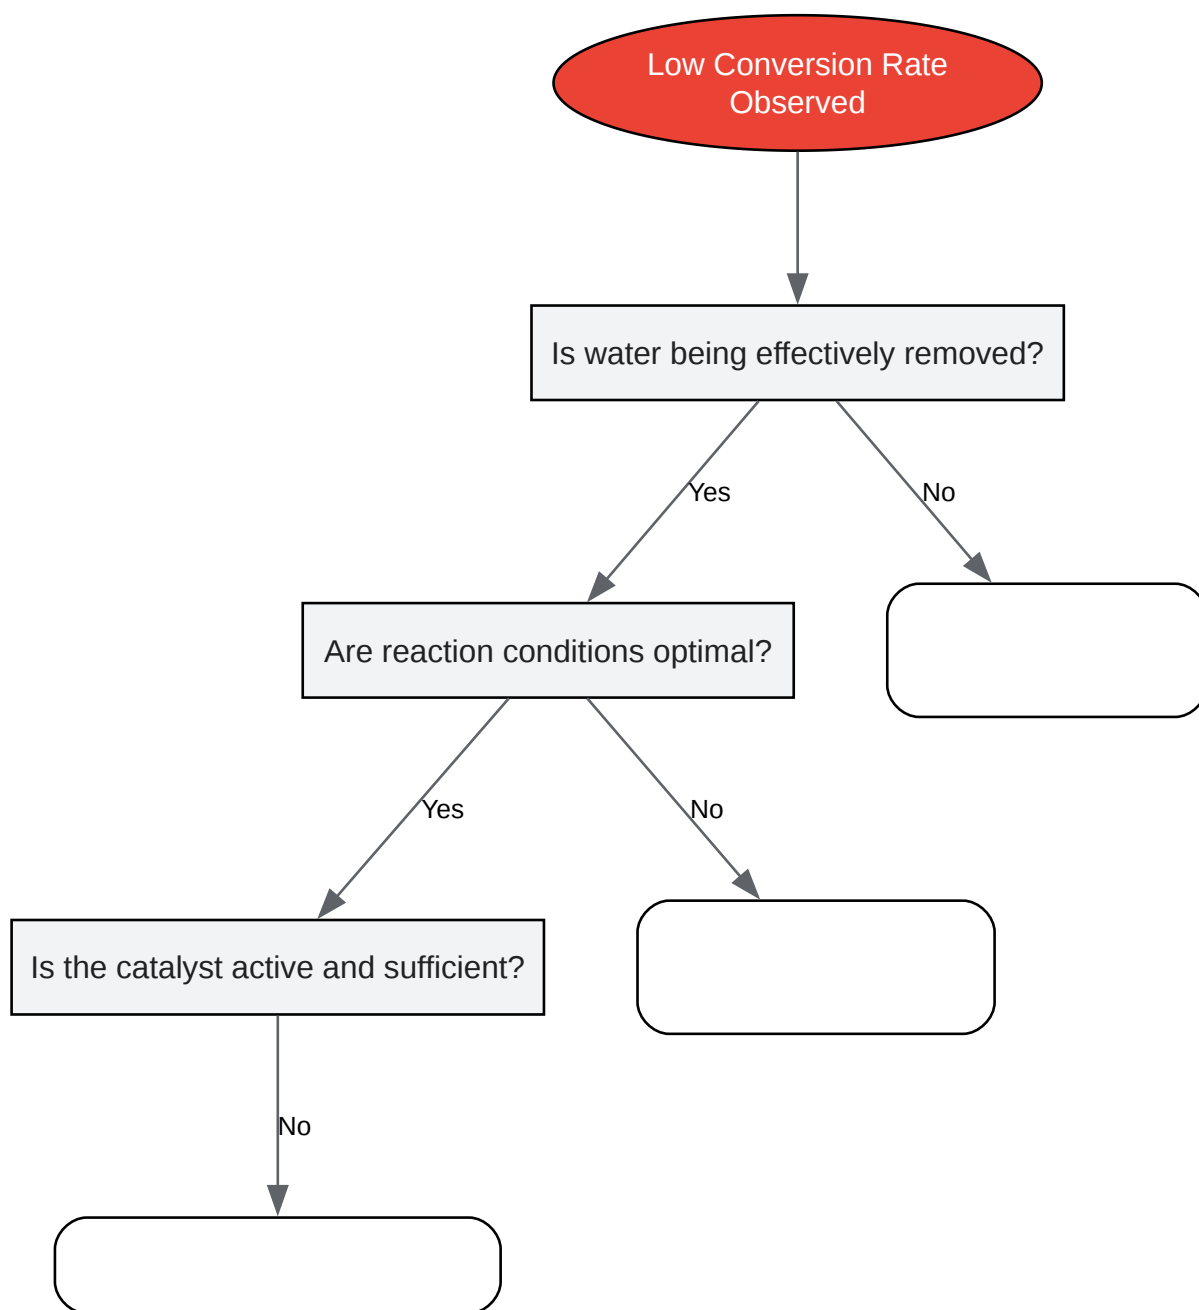 Low Conversion Rate
Observed
Is water being effectively removed?
Yes
No
Are reaction conditions optimal?
Yes
No
Is the catalyst active and sufficient?
No